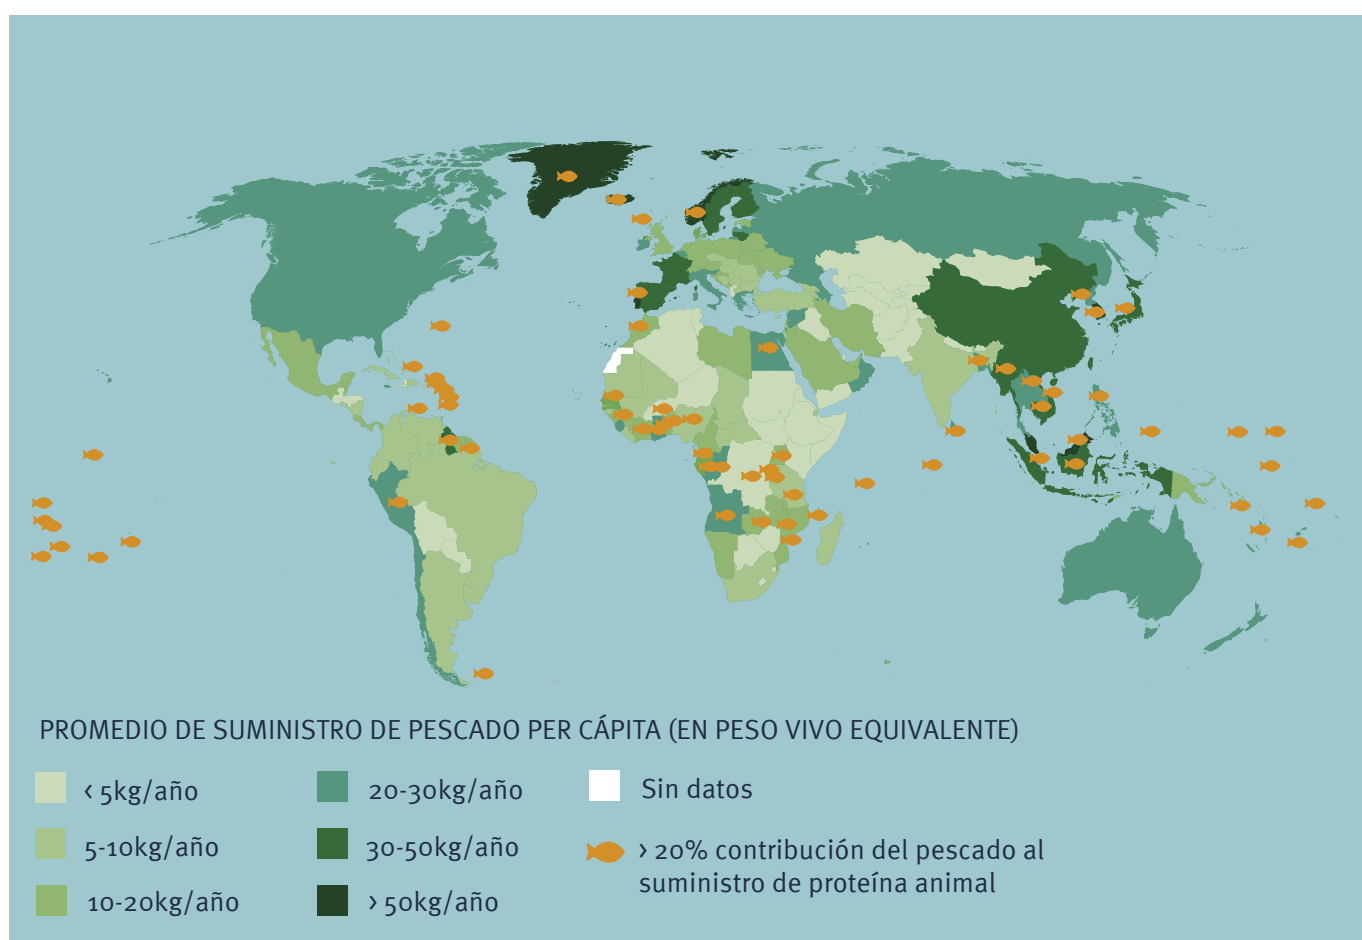 PROMEDIO DE SUMINISTRO DE PESCADO PER CÁPITA (EN PESO VIVO EQUIVALENTE)
< 5kg/año
5-10kg/año
10-20kg/año
20-30kg/año
30-50kg/año
> 50kg/año
Sin datos
> 20% contribución del pescado al
suministro de proteína animal